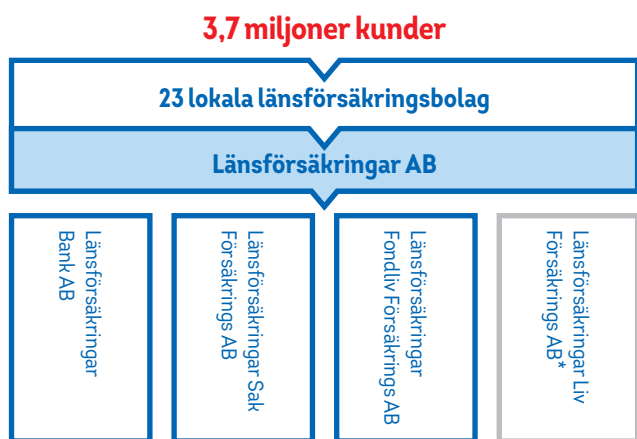 3,7 miljoner kunder
23 lokala länsförsäkringsbolag
Länsförsäkringar AB
Länsförsäkringar
Bank AB
Länsförsäkringar Sak
Försäkrings AB
Länsförsäkringar
Fondliv Försäkrings AB
Länsförsäkringar Liv
Försäkrings AB*